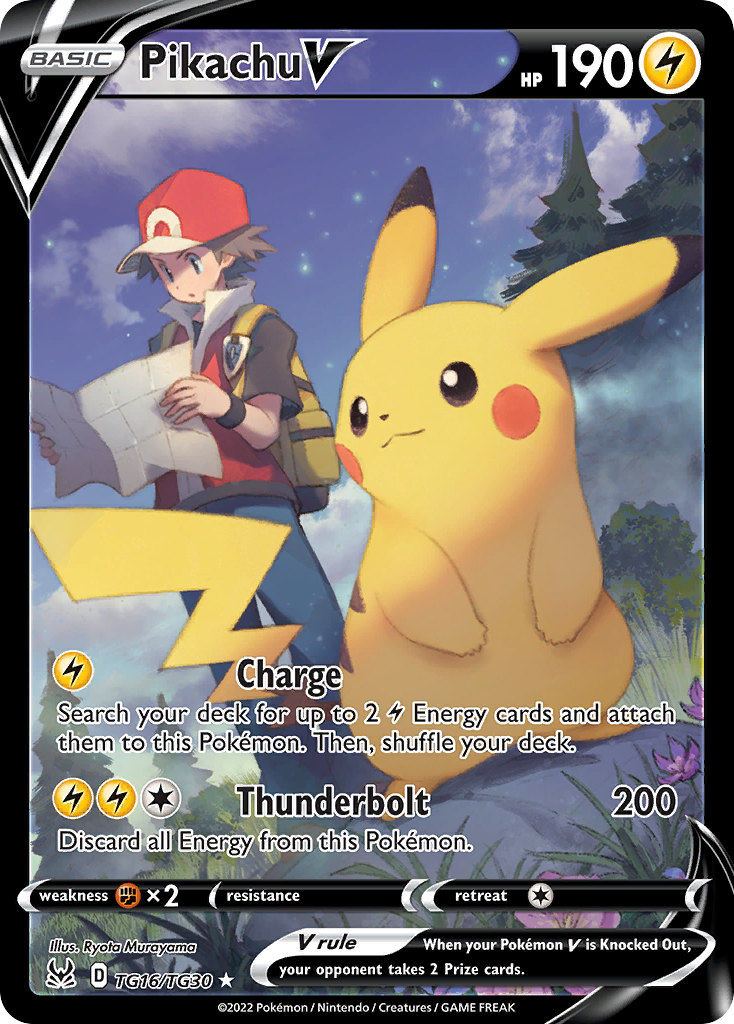 BASIC Pikachu V HP 190
Charge
Search your deck for up to 2 Energy cards and attach
them to this Pokémon. Then, shuffle your deck.
Thunderbolt 200
Discard all Energy from this Pokémon.
weakness ×2 resistance retreat
Illus. Ryota Murayama
D TG16/TG30 ★
V rule When your Pokémon V is Knocked Out,
your opponent takes 2 Prize cards.
©2022 Pokémon / Nintendo / Creatures / GAME FREAK